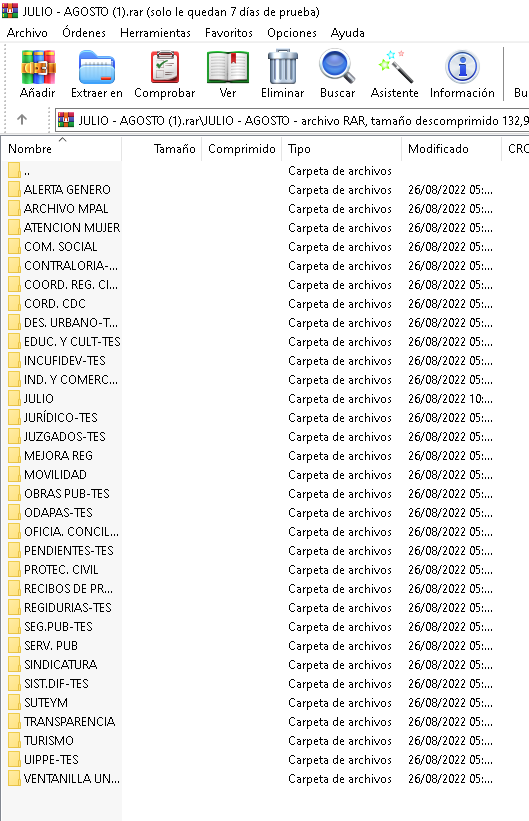 JULIO - AGOSTO (1).rar (solo le quedan 7 días de prueba)
Archivo Órdenes Herramientas Favoritos Opciones Ayuda
Añadir Extraer en Comprobar Ver Eliminar Buscar Asistente Información Bu
JULIO - AGOSTO (1).rar\JULIO - AGOSTO - archivo RAR, tamaño descomprimido 132,9
Nombre Tamaño Comprimido Tipo Modificado CRC
.. Carpeta de archivos
ALERTA GENERO Carpeta de archivos 26/08/2022 05:...
ARCHIVO MPAL Carpeta de archivos 26/08/2022 05:...
ATENCION MUJER Carpeta de archivos 26/08/2022 05:...
COM. SOCIAL Carpeta de archivos 26/08/2022 05:...
CONTRALORIA-... Carpeta de archivos 26/08/2022 05:...
COORD. REG. CI... Carpeta de archivos 26/08/2022 05:...
CORD. CDC Carpeta de archivos 26/08/2022 05:...
DES. URBANO-T... Carpeta de archivos 26/08/2022 05:...
EDUC. Y CULT-TES Carpeta de archivos 26/08/2022 05:...
INCUFIDEV-TES Carpeta de archivos 26/08/2022 05:...
IND. Y COMERC... Carpeta de archivos 26/08/2022 05:...
JULIO Carpeta de archivos 26/08/2022 10:...
JURÍDICO-TES Carpeta de archivos 26/08/2022 05:...
JUZGADOS-TES Carpeta de archivos 26/08/2022 05:...
MEJORA REG Carpeta de archivos 26/08/2022 05:...
MOVILIDAD Carpeta de archivos 26/08/2022 05:...
OBRAS PUB-TES Carpeta de archivos 26/08/2022 05:...
ODAPAS-TES Carpeta de archivos 26/08/2022 05:...
OFICIA. CONCIL... Carpeta de archivos 26/08/2022 05:...
PENDIENTES-TES Carpeta de archivos 26/08/2022 05:...
PROTEC. CIVIL Carpeta de archivos 26/08/2022 05:...
RECIBOS DE PR... Carpeta de archivos 26/08/2022 05:...
REGIDURIAS-TES Carpeta de archivos 26/08/2022 05:...
SEG.PUB-TES Carpeta de archivos 26/08/2022 05:...
SERV. PUB Carpeta de archivos 26/08/2022 05:...
SINDICATURA Carpeta de archivos 26/08/2022 05:...
SIST.DIF-TES Carpeta de archivos 26/08/2022 05:...
SUTEYM Carpeta de archivos 26/08/2022 05:...
TRANSPARENCIA Carpeta de archivos 26/08/2022 05:...
TURISMO Carpeta de archivos 26/08/2022 05:...
UIPPE-TES Carpeta de archivos 26/08/2022 05:...
VENTANILLA UN... Carpeta de archivos 26/08/2022 05:...